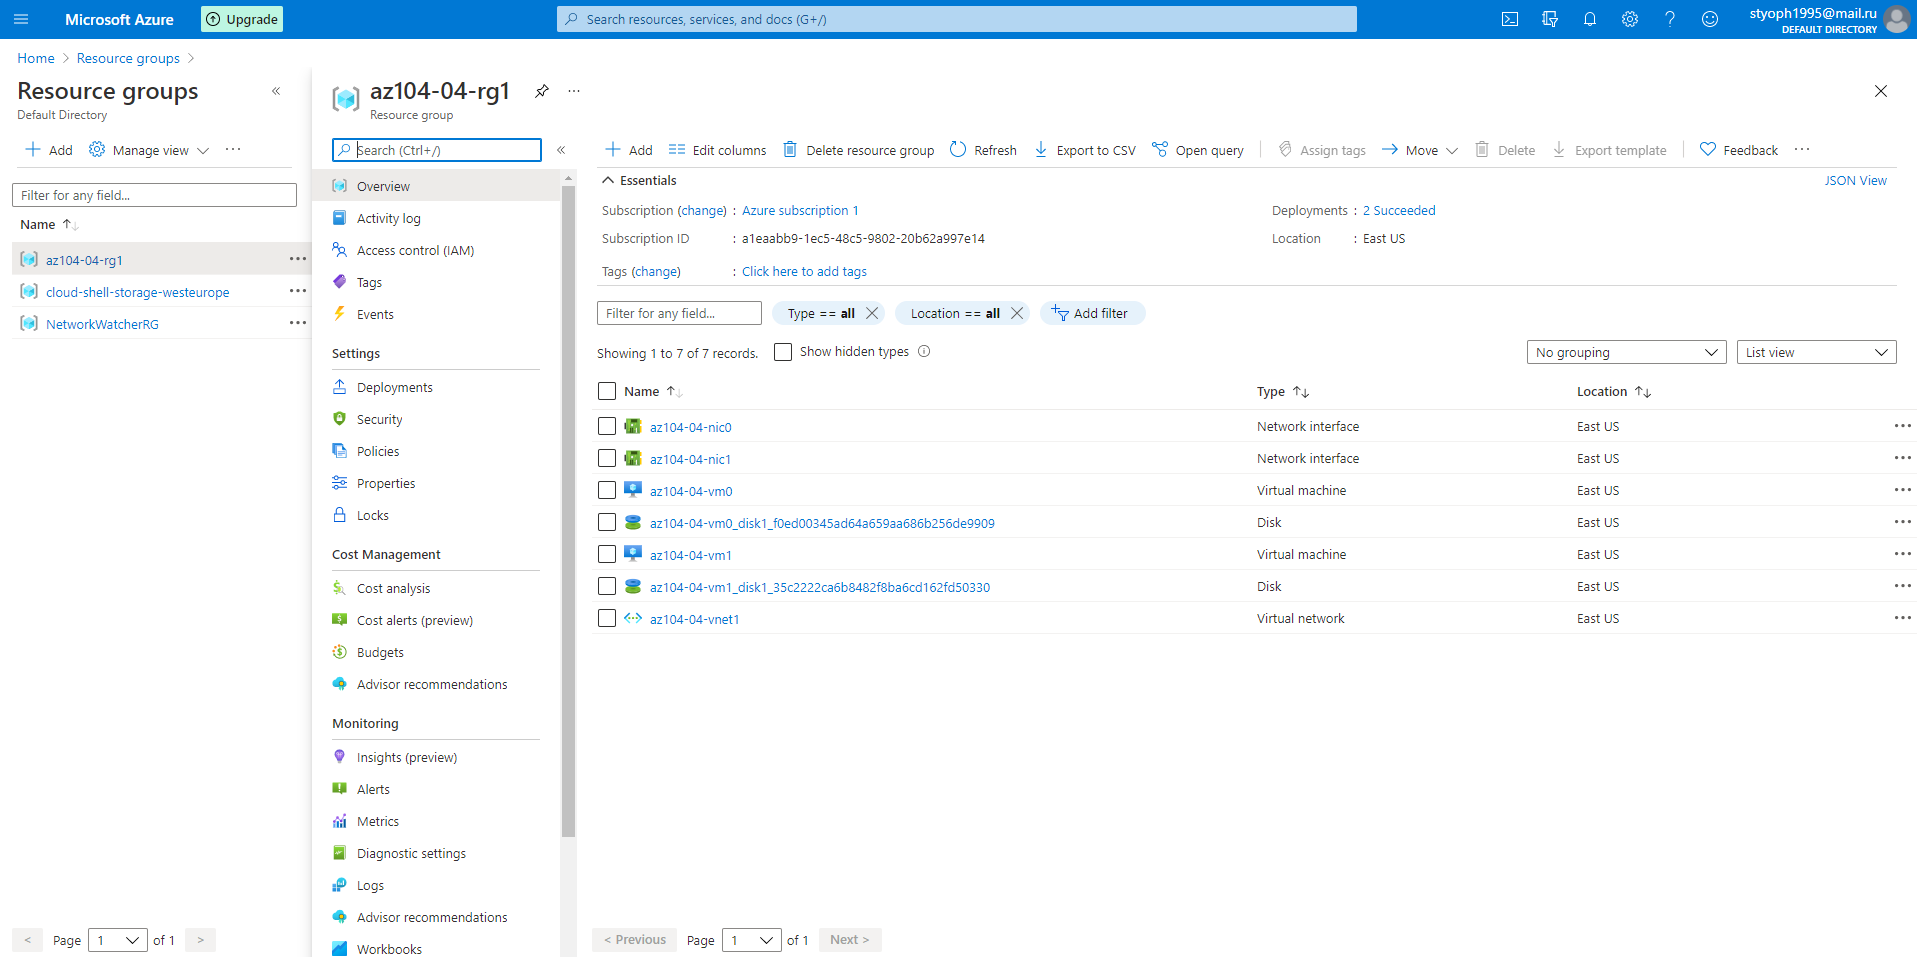 Microsoft Azure
Upgrade
Search resources, services, and docs (G+/)
styoph1995@mail.ru
DEFAULT DIRECTORY
Home > Resource groups >
Resource groups
Default Directory
Add
Manage view
Filter for any field...
Name
az104-04-rg1
cloud-shell-storage-westeurope
NetworkWatcherRG
< Page 1 of 1 >
az104-04-rg1
Resource group
Search (Ctrl+/)
Overview
Activity log
Access control (IAM)
Tags
Events
Settings
Deployments
Security
Policies
Properties
Locks
Cost Management
Cost analysis
Cost alerts (preview)
Budgets
Advisor recommendations
Monitoring
Insights (preview)
Alerts
Metrics
Diagnostic settings
Logs
Advisor recommendations
Workbooks
Add Edit columns Delete resource group Refresh Export to CSV Open query Assign tags Move Delete Export template Feedback
Essentials
JSON View
Subscription (change) : Azure subscription 1
Deployments : 2 Succeeded
Subscription ID : a1eaabb9-1ec5-48c5-9802-20b62a997e14
Location : East US
Tags (change) : Click here to add tags
Filter for any field... Type == all Location == all Add filter
Showing 1 to 7 of 7 records. Show hidden types
No grouping List view
Name Type Location
az104-04-nic0 Network interface East US
az104-04-nic1 Network interface East US
az104-04-vm0 Virtual machine East US
az104-04-vm0_disk1_f0ed00345ad64a659aa686b256de9909 Disk East US
az104-04-vm1 Virtual machine East US
az104-04-vm1_disk1_35c2222ca6b8482f8ba6cd162fd50330 Disk East US
az104-04-vnet1 Virtual network East US
< Previous Page 1 of 1 Next >